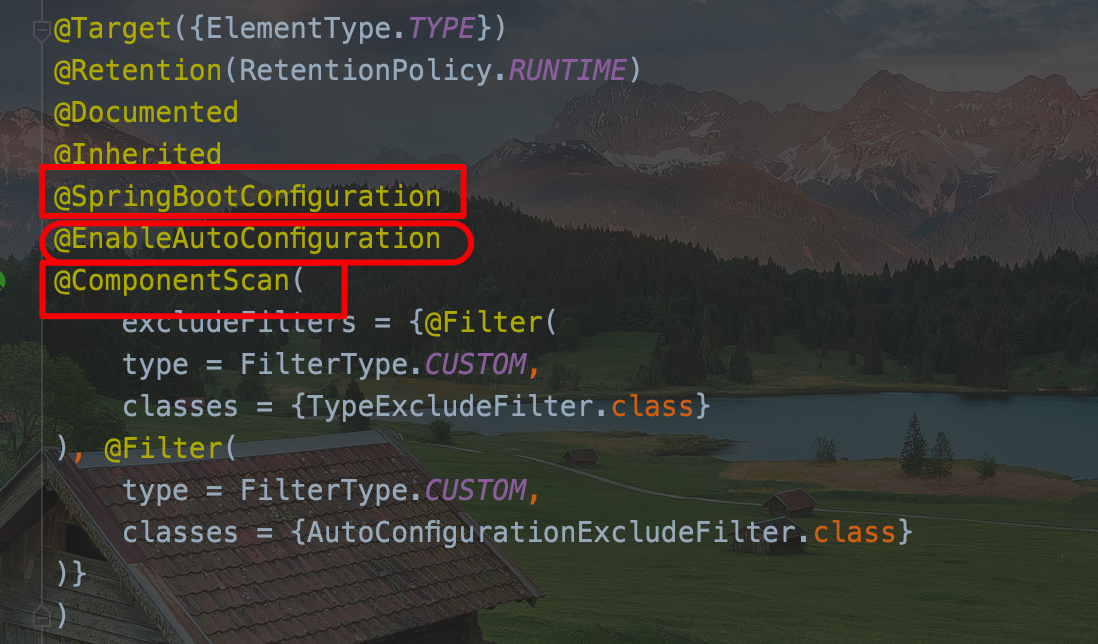 @Target({ElementType.TYPE})
@Retention(RetentionPolicy.RUNTIME)
@Documented
@Inherited
@SpringBootConfiguration
@EnableAutoConfiguration
@ComponentScan(
    excludeFilters = {@Filter(
    type = FilterType.CUSTOM,
    classes = {TypeExcludeFilter.class}
), @Filter(
    type = FilterType.CUSTOM,
    classes = {AutoConfigurationExcludeFilter.class}
)}
)